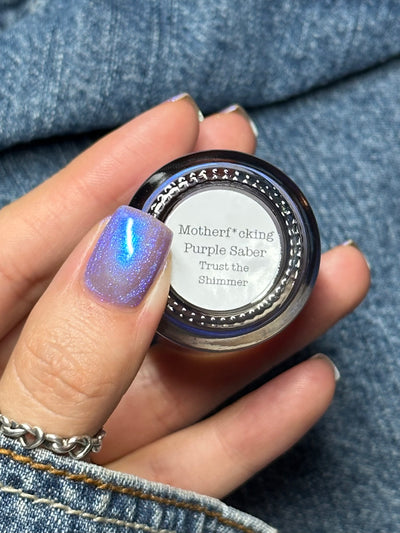 Motherf*cking
Purple Saber
Trust the
Shimmer